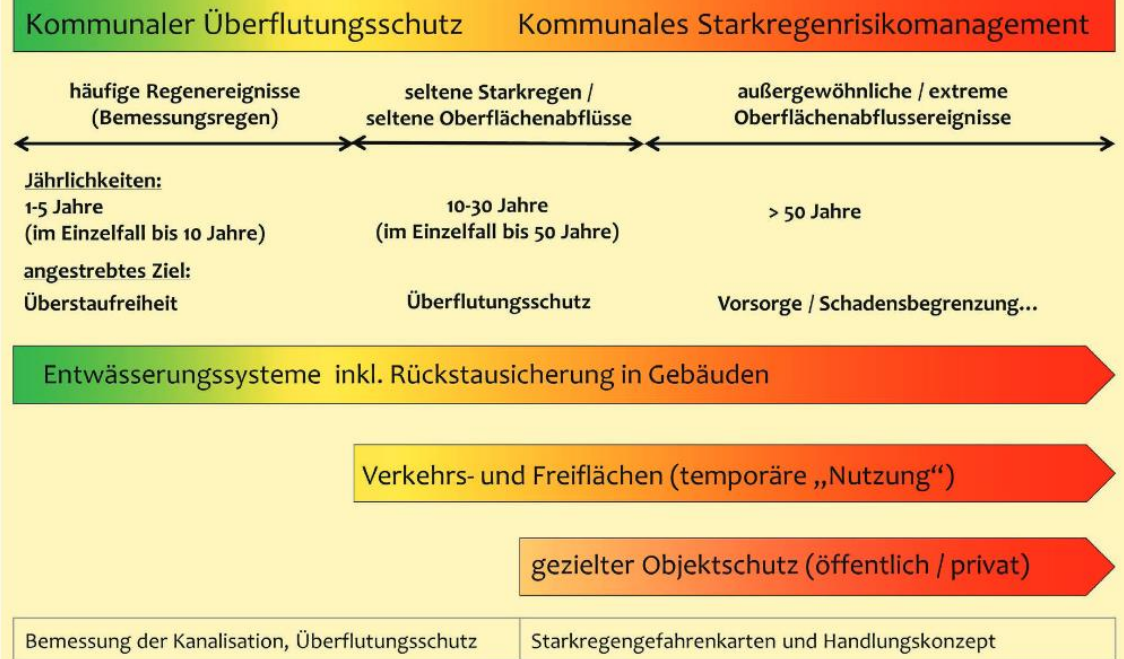 Kommunaler Überflutungsschutz Kommunales Starkregenrisikomanagement
häufige Regenereignisse
(Bemessungsregen)
seltene Starkregen /
seltene Oberflächenabflüsse
außergewöhnliche / extreme
Oberflächenabflussereignisse
Jährlichkeiten:
1-5 Jahre
(im Einzelfall bis 10 Jahre)
10-30 Jahre
(im Einzelfall bis 50 Jahre)
> 50 Jahre
angestrebtes Ziel:
Überstaufreiheit
Überflutungsschutz
Vorsorge / Schadensbegrenzung...
Entwässerungssysteme inkl. Rückstausicherung in Gebäuden
Verkehrs- und Freiflächen (temporäre „Nutzung“)
gezielter Objektschutz (öffentlich / privat)
Bemessung der Kanalisation, Überflutungsschutz
Starkregengefahrenkarten und Handlungskonzept